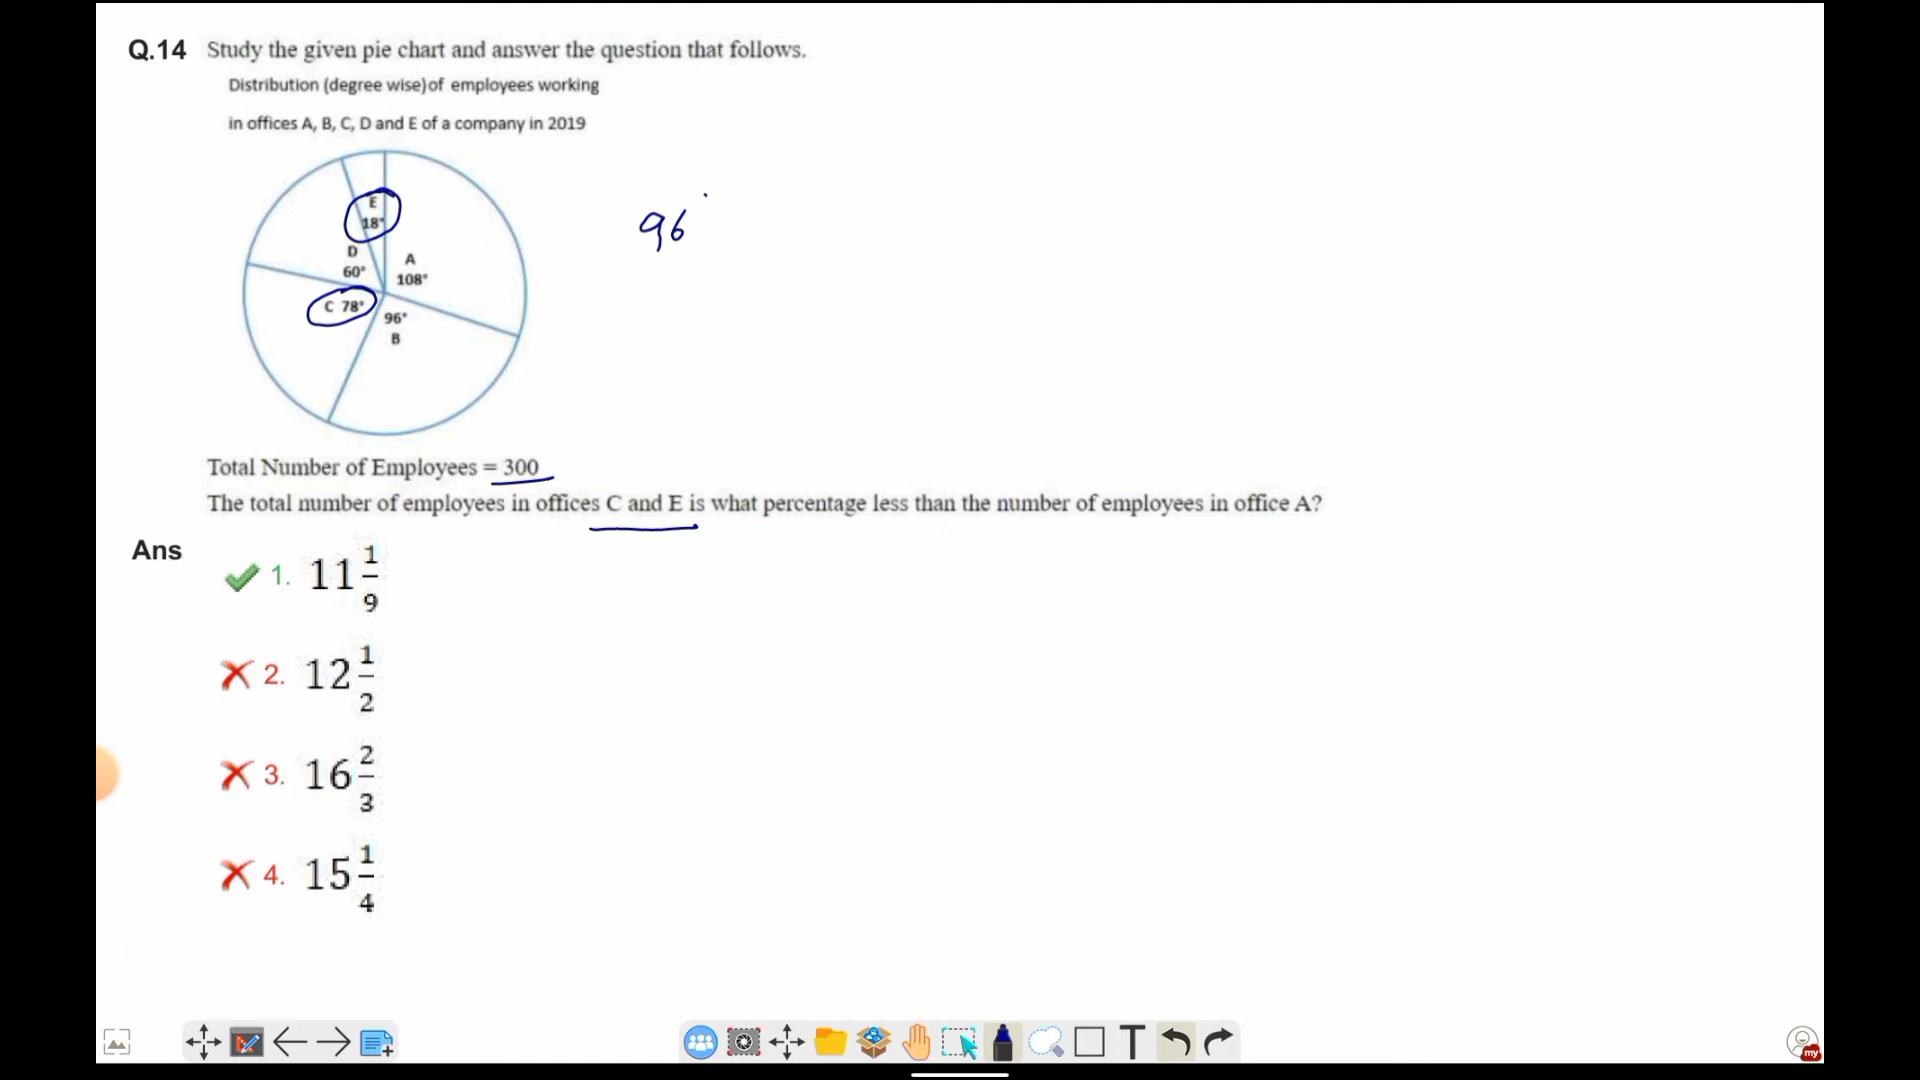 Q.14 Study the given pie chart and answer the question that follows.
Distribution (degree wise) of employees working
in offices A, B, C, D and E of a company in 2019
E
18°
96
D
60°
A
108°
C 78°
96°
B
Total Number of Employees = 300
The total number of employees in offices C and E is what percentage less than the number of employees in office A?
Ans
1. 11 1/9
2. 12 1/2
3. 16 2/3
4. 15 1/4
T
my